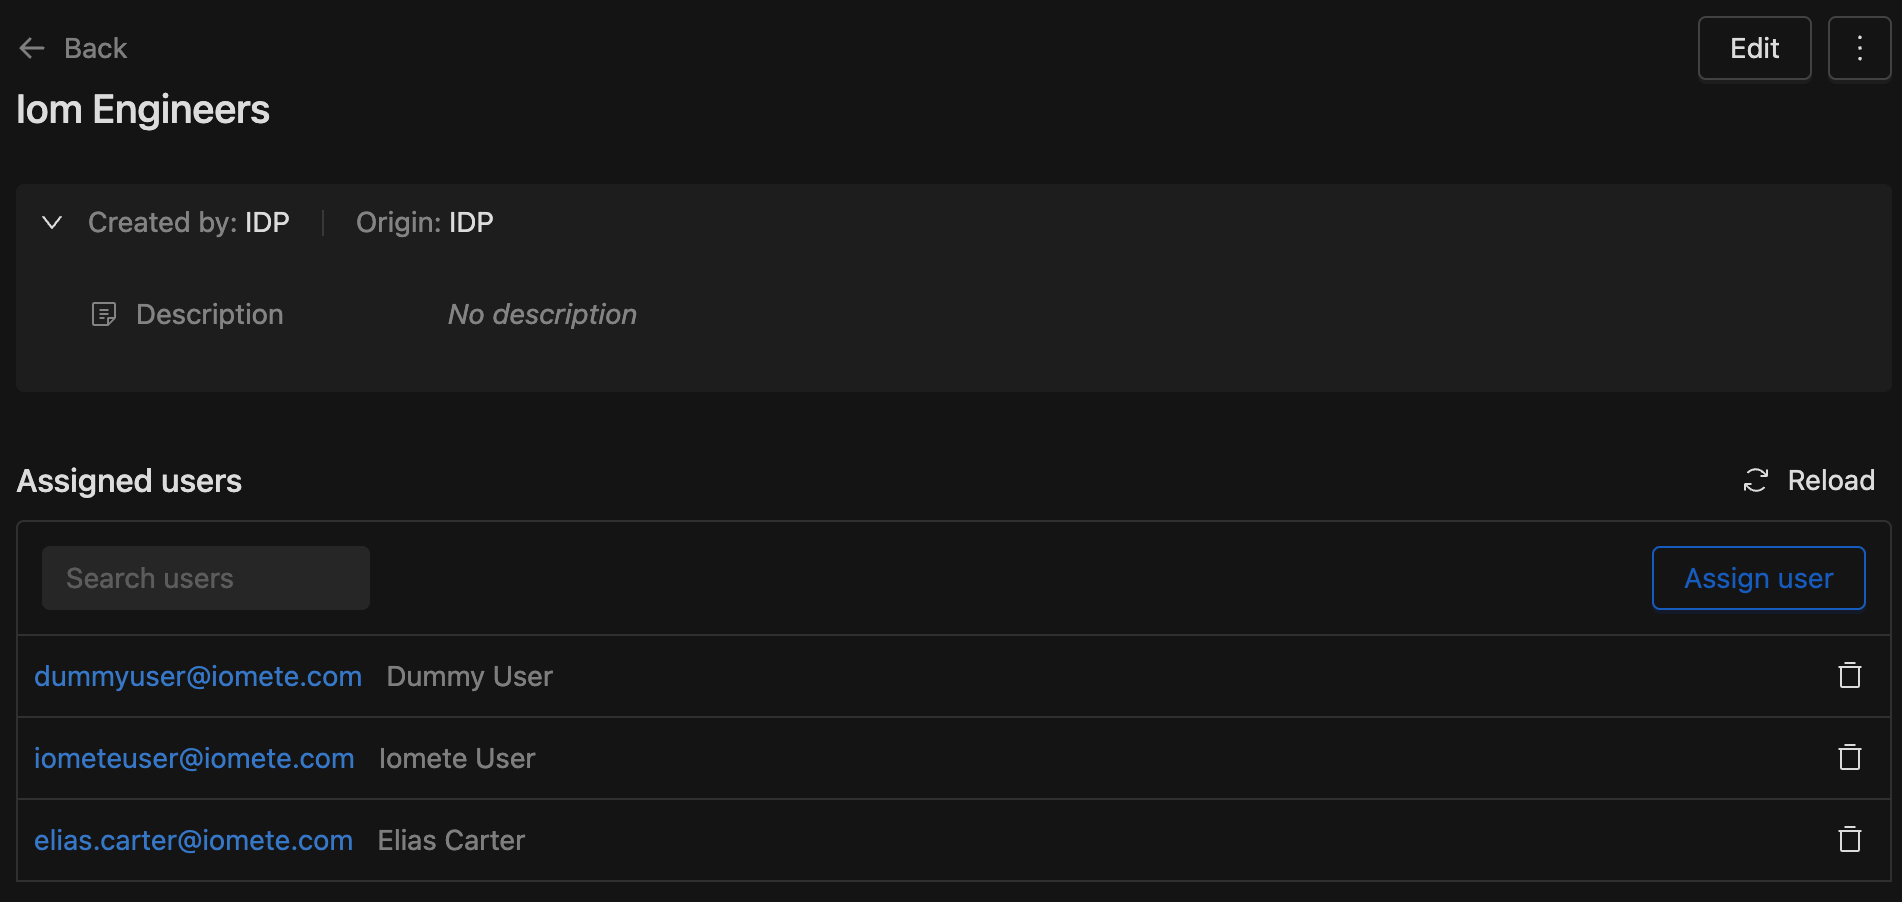 Back
Edit
Iom Engineers
Created by: IDP
Origin: IDP
Description
No description
Assigned users
Reload
Search users
Assign user
dummyuser@iomete.com Dummy User
iometeuser@iomete.com Iomete User
elias.carter@iomete.com Elias Carter